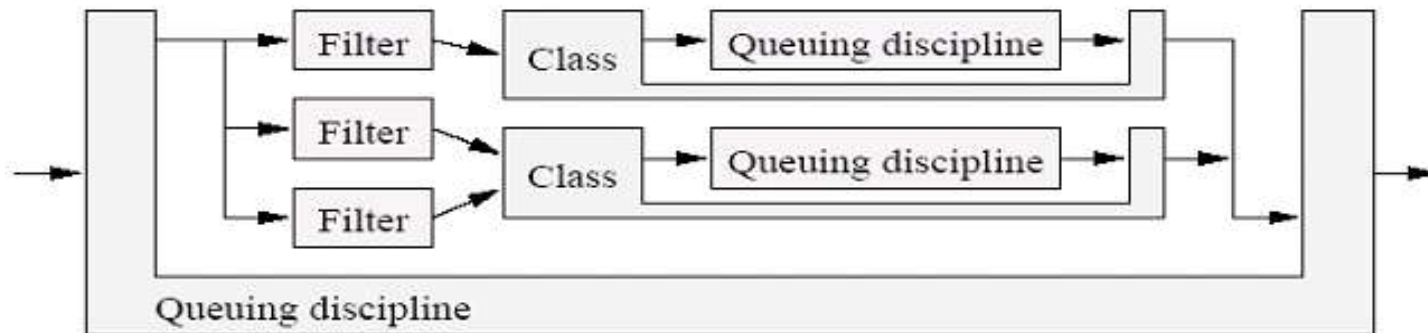 Filter
Class
Queuing discipline
Filter
Class
Queuing discipline
Filter
Queuing discipline